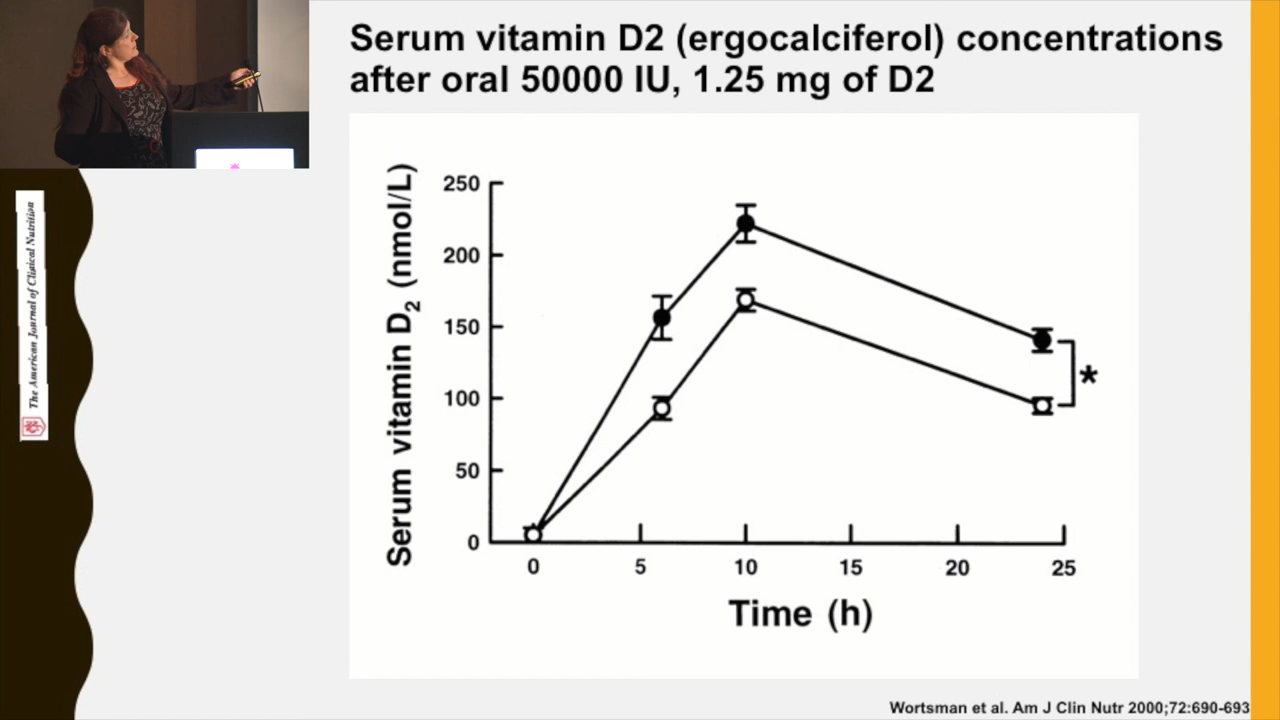 Serum vitamin D2 (ergocalciferol) concentrations
after oral 50000 IU, 1.25 mg of D2
The American Journal of Clinical Nutrition
Serum vitamin D2 (nmol/L)
250
200
150
100
50
0
*
0 5 10 15 20 25
Time (h)
Wortsman et al. Am J Clin Nutr 2000;72:690-693